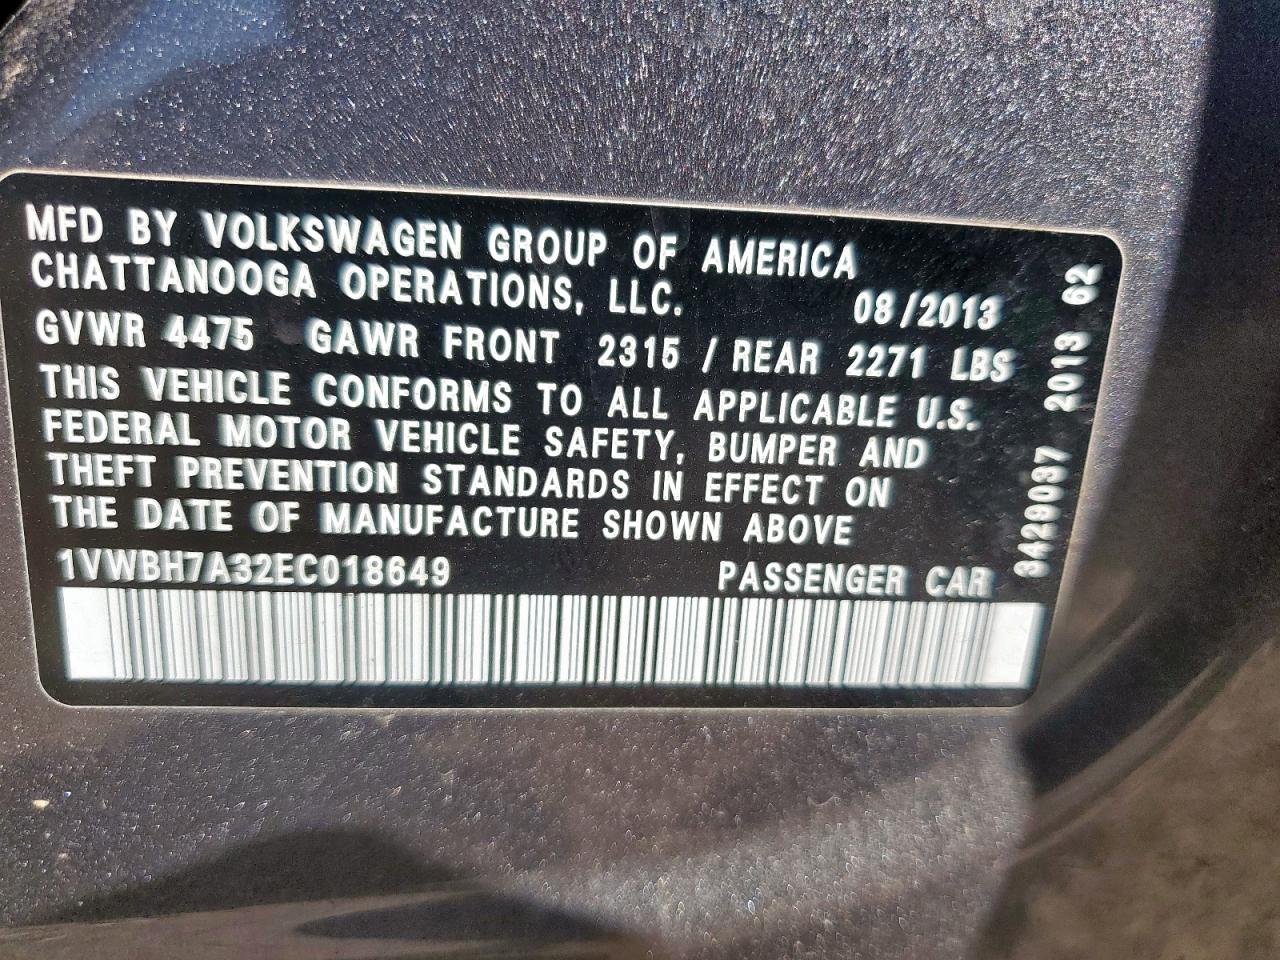 MFD BY VOLKSWAGEN GROUP OF AMERICA
CHATTANOOGA OPERATIONS, LLC. 08/2013
GVWR 4475 GAWR FRONT 2315 / REAR 2271 LBS
THIS VEHICLE CONFORMS TO ALL APPLICABLE U.S.
FEDERAL MOTOR VEHICLE SAFETY, BUMPER AND
THEFT PREVENTION STANDARDS IN EFFECT ON
THE DATE OF MANUFACTURE SHOWN ABOVE
1VWBH7A32EC018649 PASSENGER CAR
3429037 2013 62